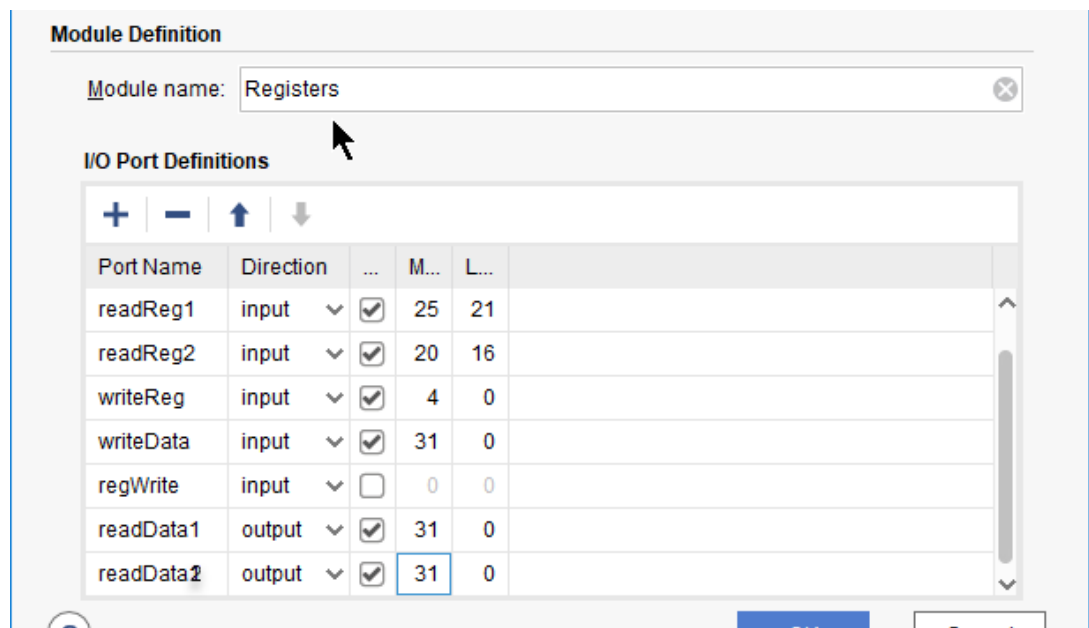 Module Definition
Module name: Registers
I/O Port Definitions
Port Name Direction ... M... L...
readReg1 input 25 21
readReg2 input 20 16
writeReg input 4 0
writeData input 31 0
regWrite input 0 0
readData1 output 31 0
readData2 output 31 0